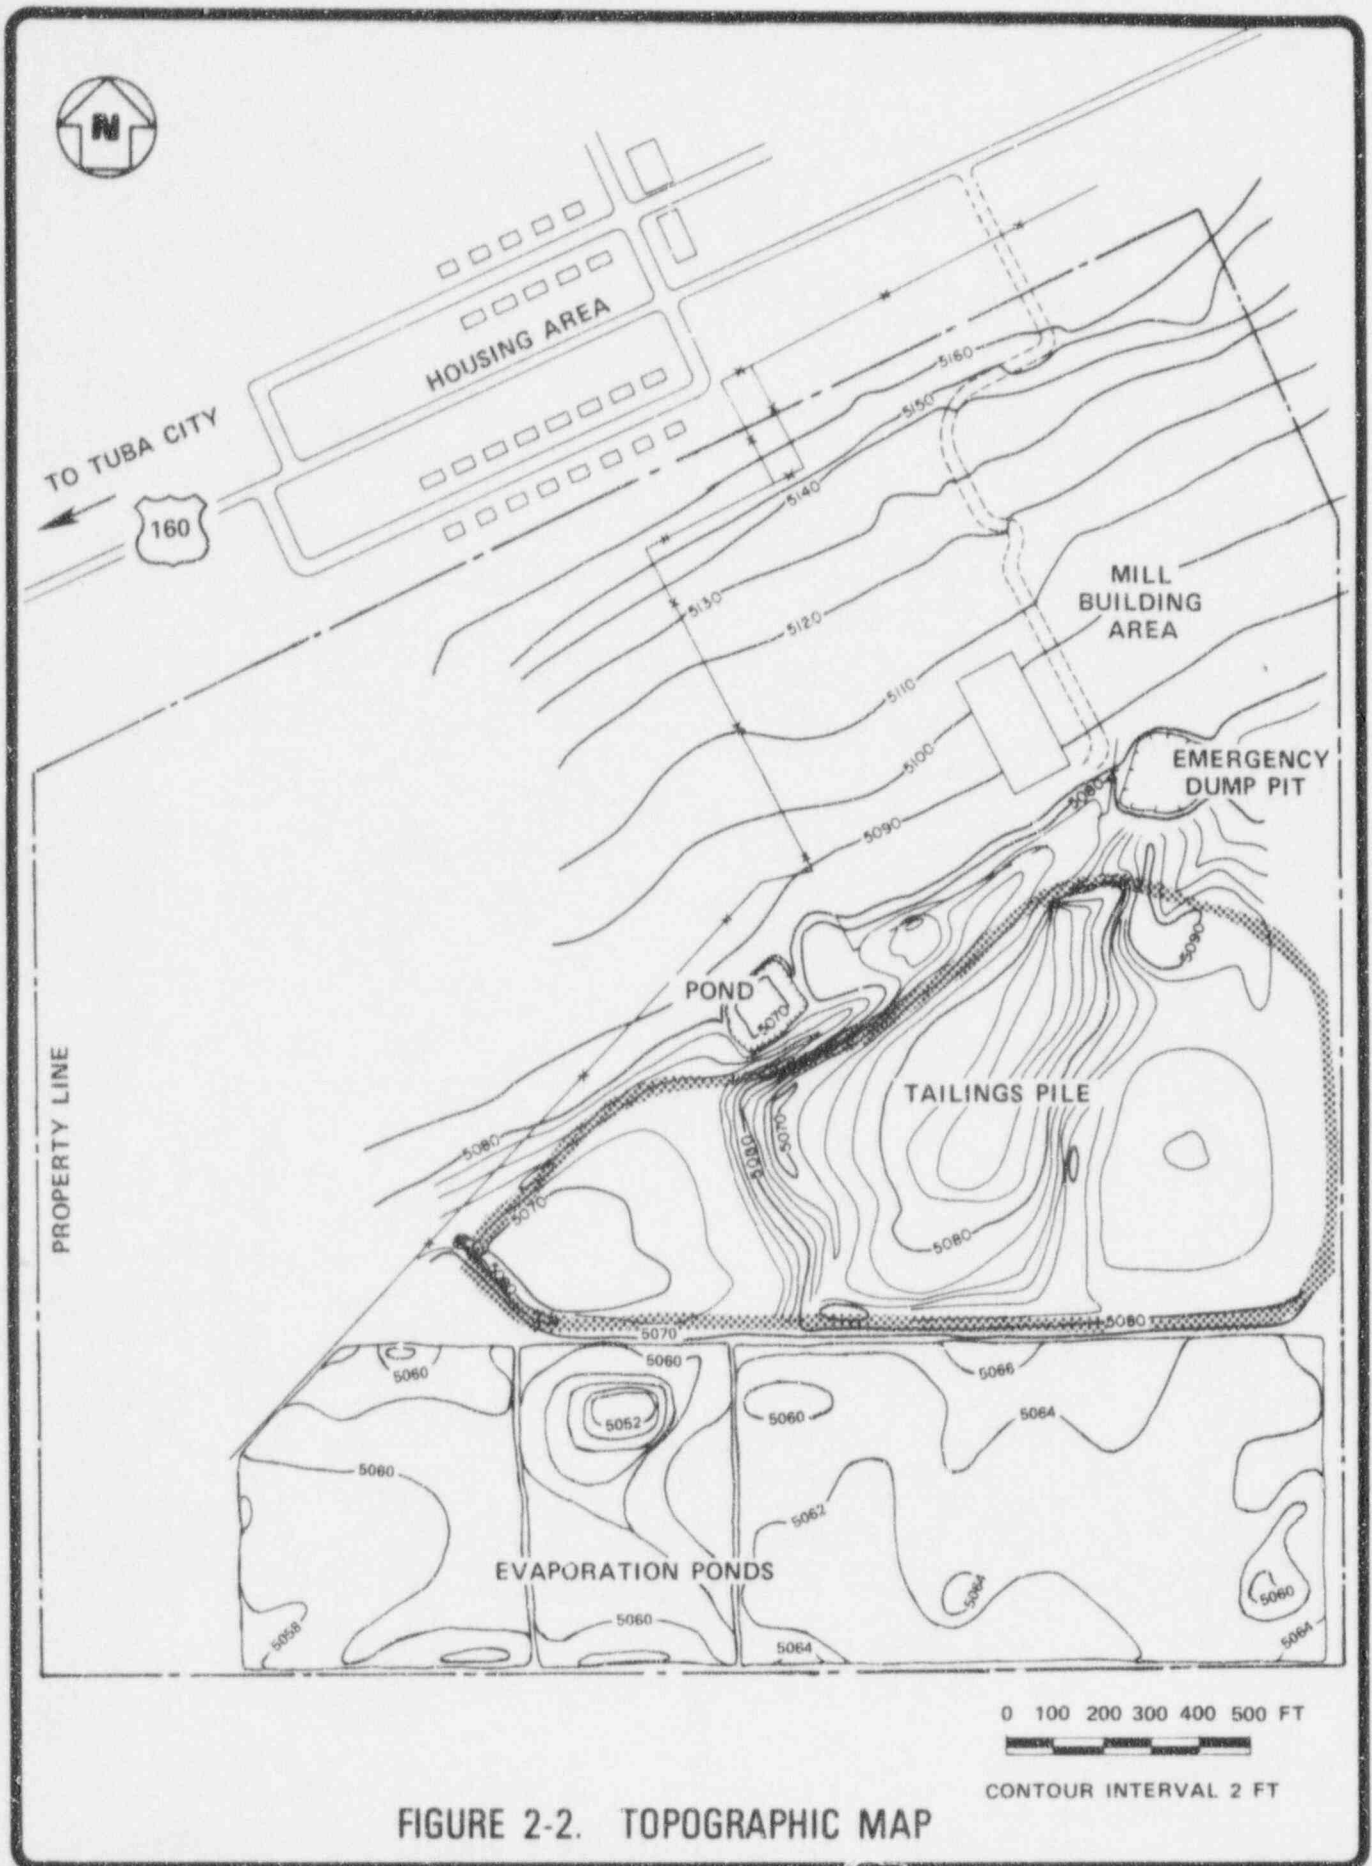 N
HOUSING AREA
TO TUBA CITY
160
5160
5150
5140
5130
5120
5110
5100
5090
MILL
BUILDING
AREA
EMERGENCY
DUMP PIT
5080
5090
POND
5070
TAILINGS PILE
5080
5070
5080
5080
5070
5080
PROPERTY LINE
5070
5080
5060
5060
5066
5052
5060
5064
5060
5062
EVAPORATION PONDS
5064
5060
5058
5060
5064
5064
0 100 200 300 400 500 FT
CONTOUR INTERVAL 2 FT
FIGURE 2-2. TOPOGRAPHIC MAP